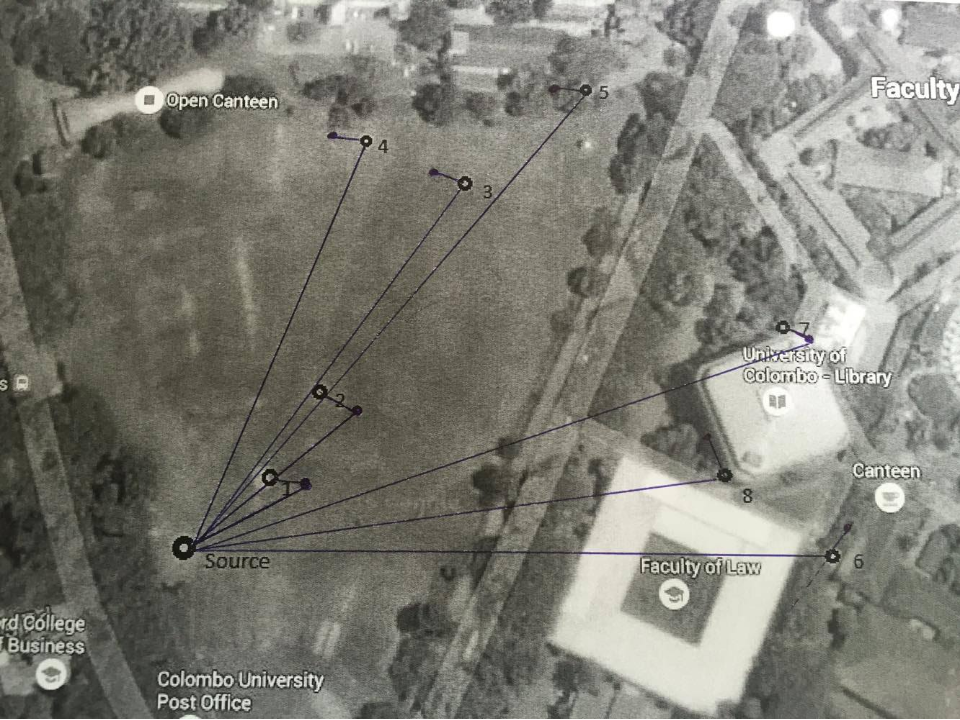 Faculty
Open Canteen
5
4
3
7
University of
Colombo - Library
2
1
8
Canteen
s
Source
6
Faculty of Law
rd College
f Business
Colombo University
Post Office